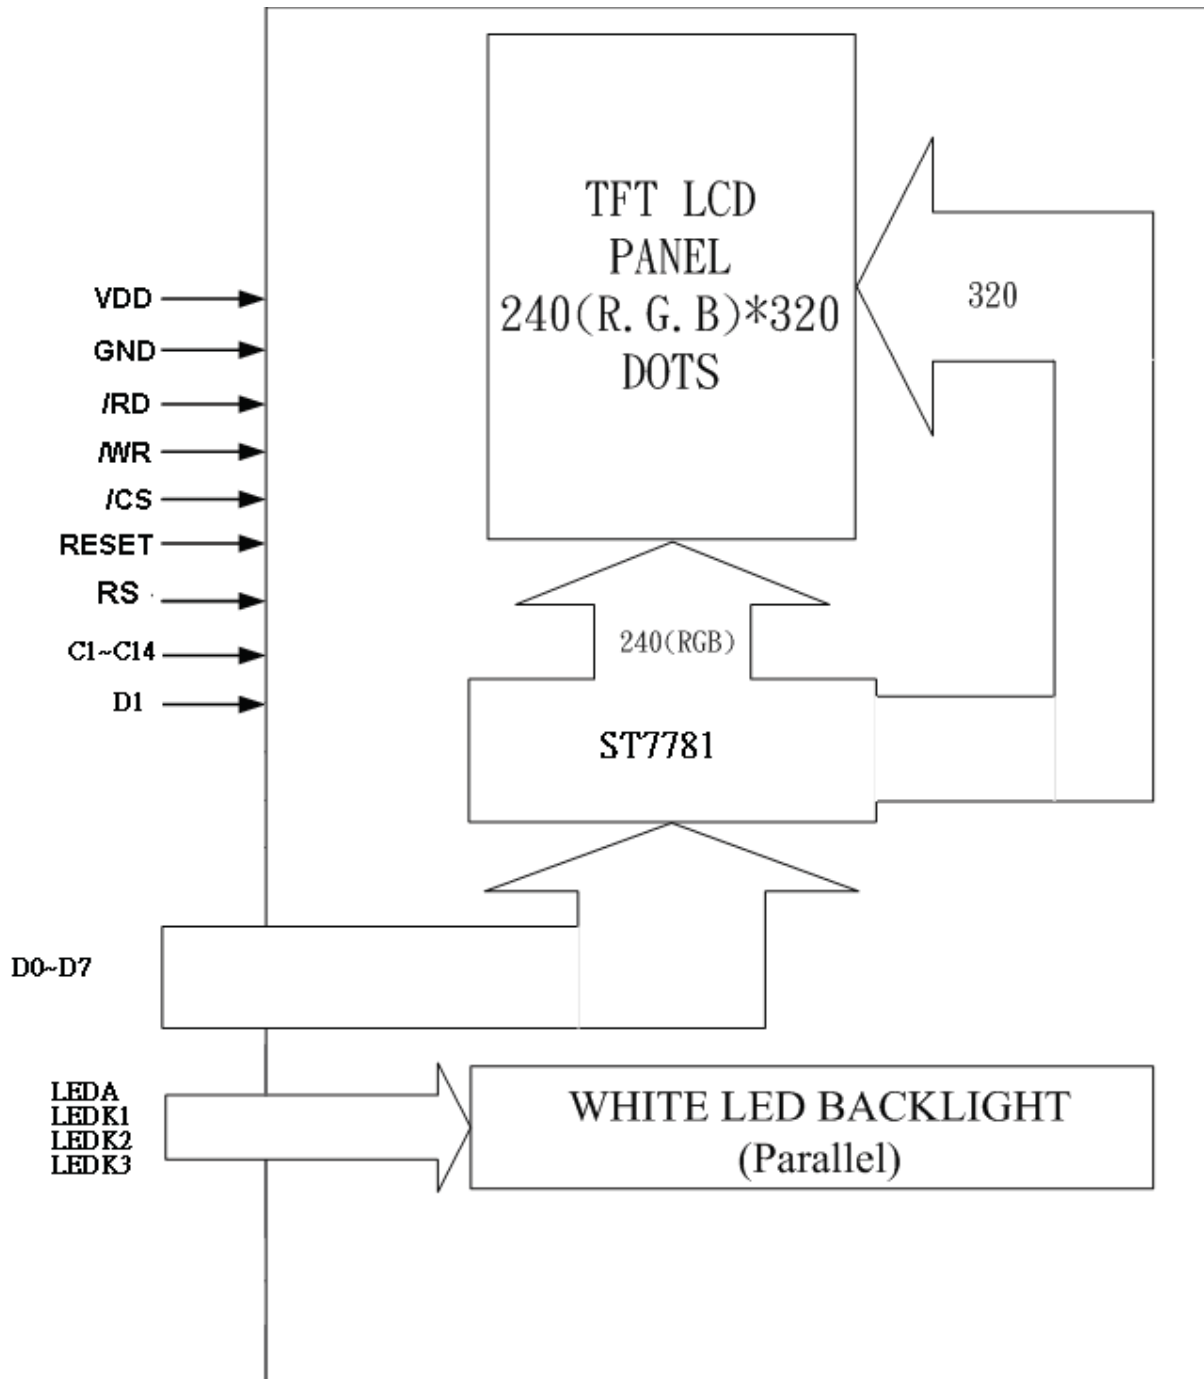 TFT LCD
PANEL
240(R.G.B)*320
DOTS
320
VDD
GND
/RD
/WR
/CS
RESET
RS
C1~C14
D1
240(RGB)
ST7781
D0~D7
LEDA
LEDK1
LEDK2
LEDK3
WHITE LED BACKLIGHT
(Parallel)